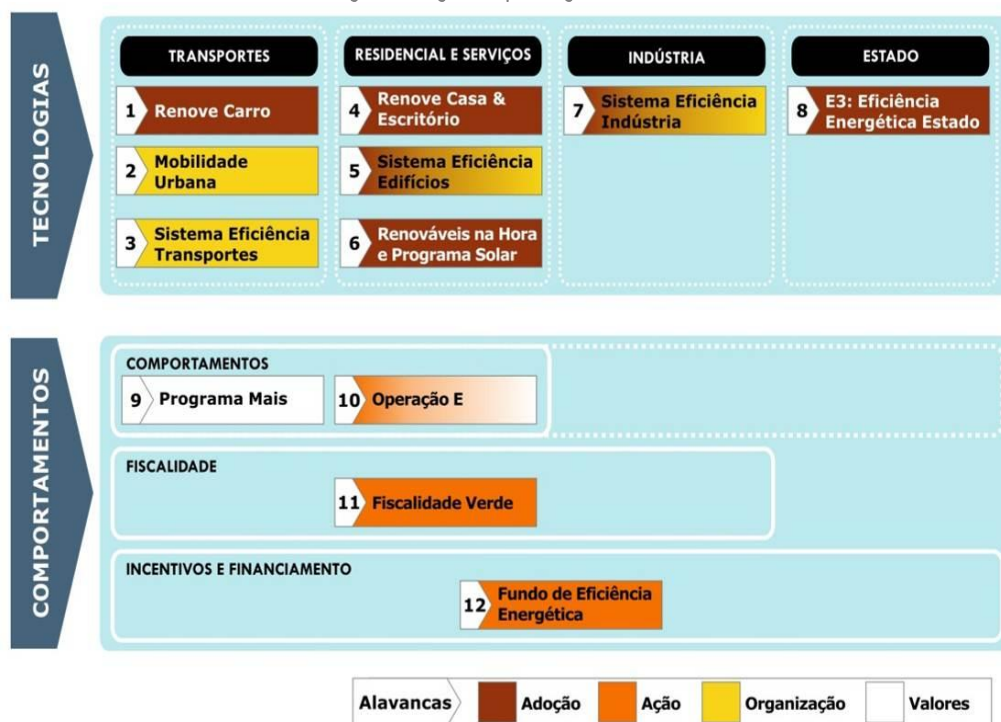 TECNOLOGIAS
TRANSPORTES
1 Renove Carro
2 Mobilidade
Urbana
3 Sistema Eficiência
Transportes
RESIDENCIAL E SERVIÇOS
4 Renove Casa &
Escritório
5 Sistema Eficiência
Edifícios
6 Renováveis na Hora
e Programa Solar
INDÚSTRIA
7 Sistema Eficiência
Indústria
ESTADO
8 E3: Eficiência
Energética Estado
COMPORTAMENTOS
COMPORTAMENTOS
9 Programa Mais
10 Operação E
FISCALIDADE
11 Fiscalidade Verde
INCENTIVOS E FINANCIAMENTO
12 Fundo de Eficiência
Energética
Alavancas Adoção Ação Organização Valores